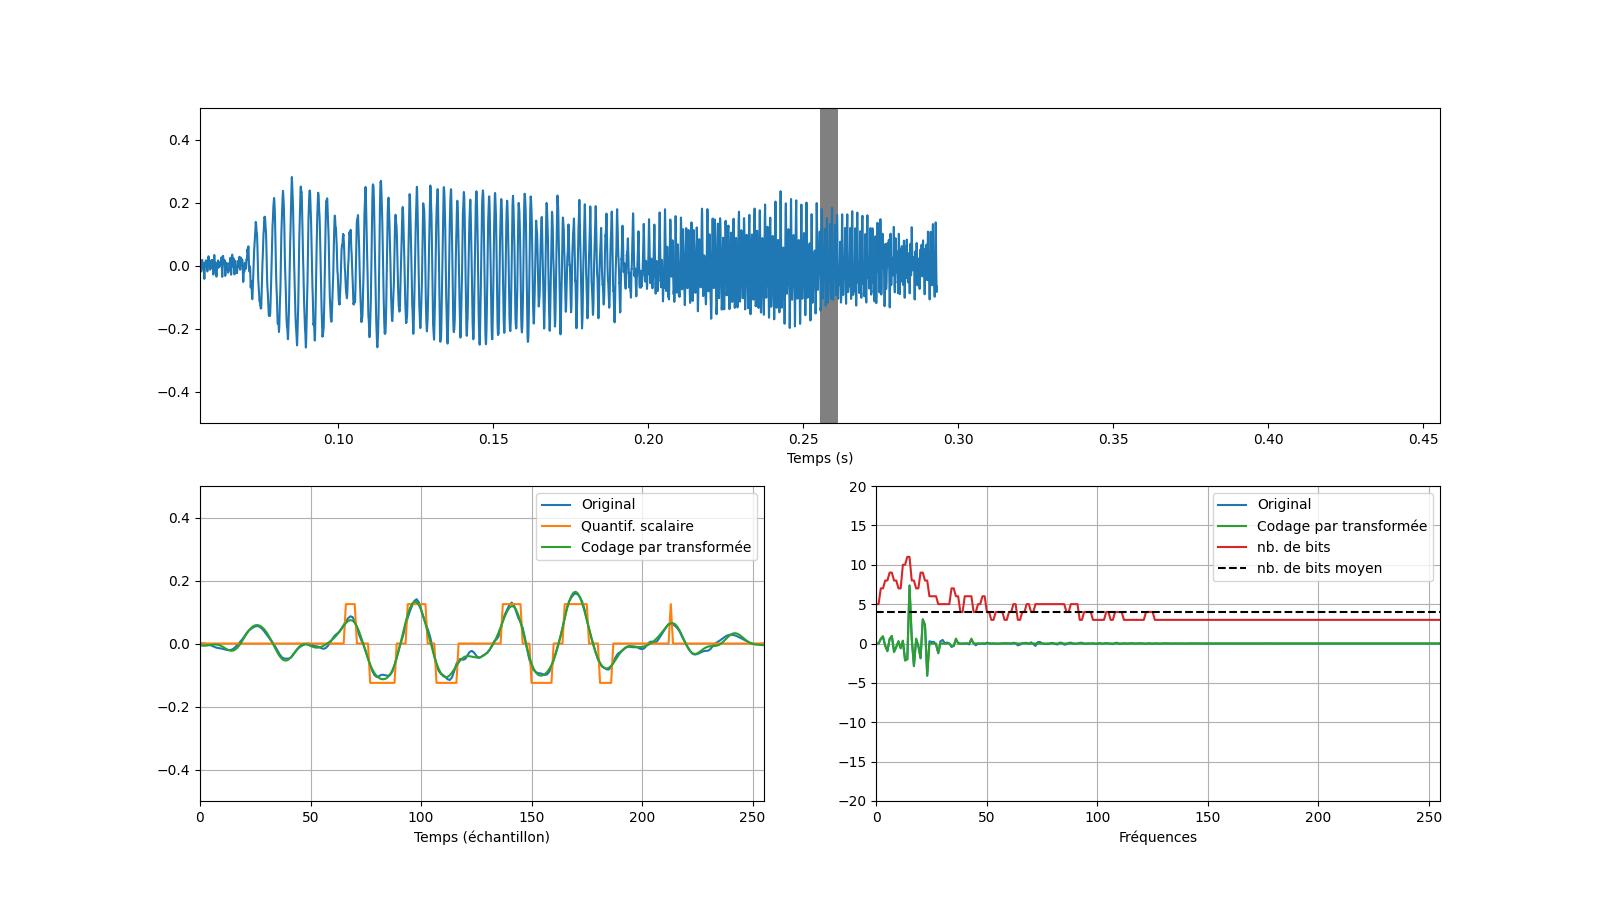 0.4
0.2
0.0
−0.2
−0.4
0.10 0.15 0.20 0.25 0.30 0.35 0.40 0.45
Temps (s)
0.4
0.2
0.0
−0.2
−0.4
0 50 100 150 200 250
Temps (échantillon)
Original
Quantif. scalaire
Codage par transformée
20
15
10
5
0
−5
−10
−15
−20
0 50 100 150 200 250
Fréquences
Original
Codage par transformée
nb. de bits
nb. de bits moyen